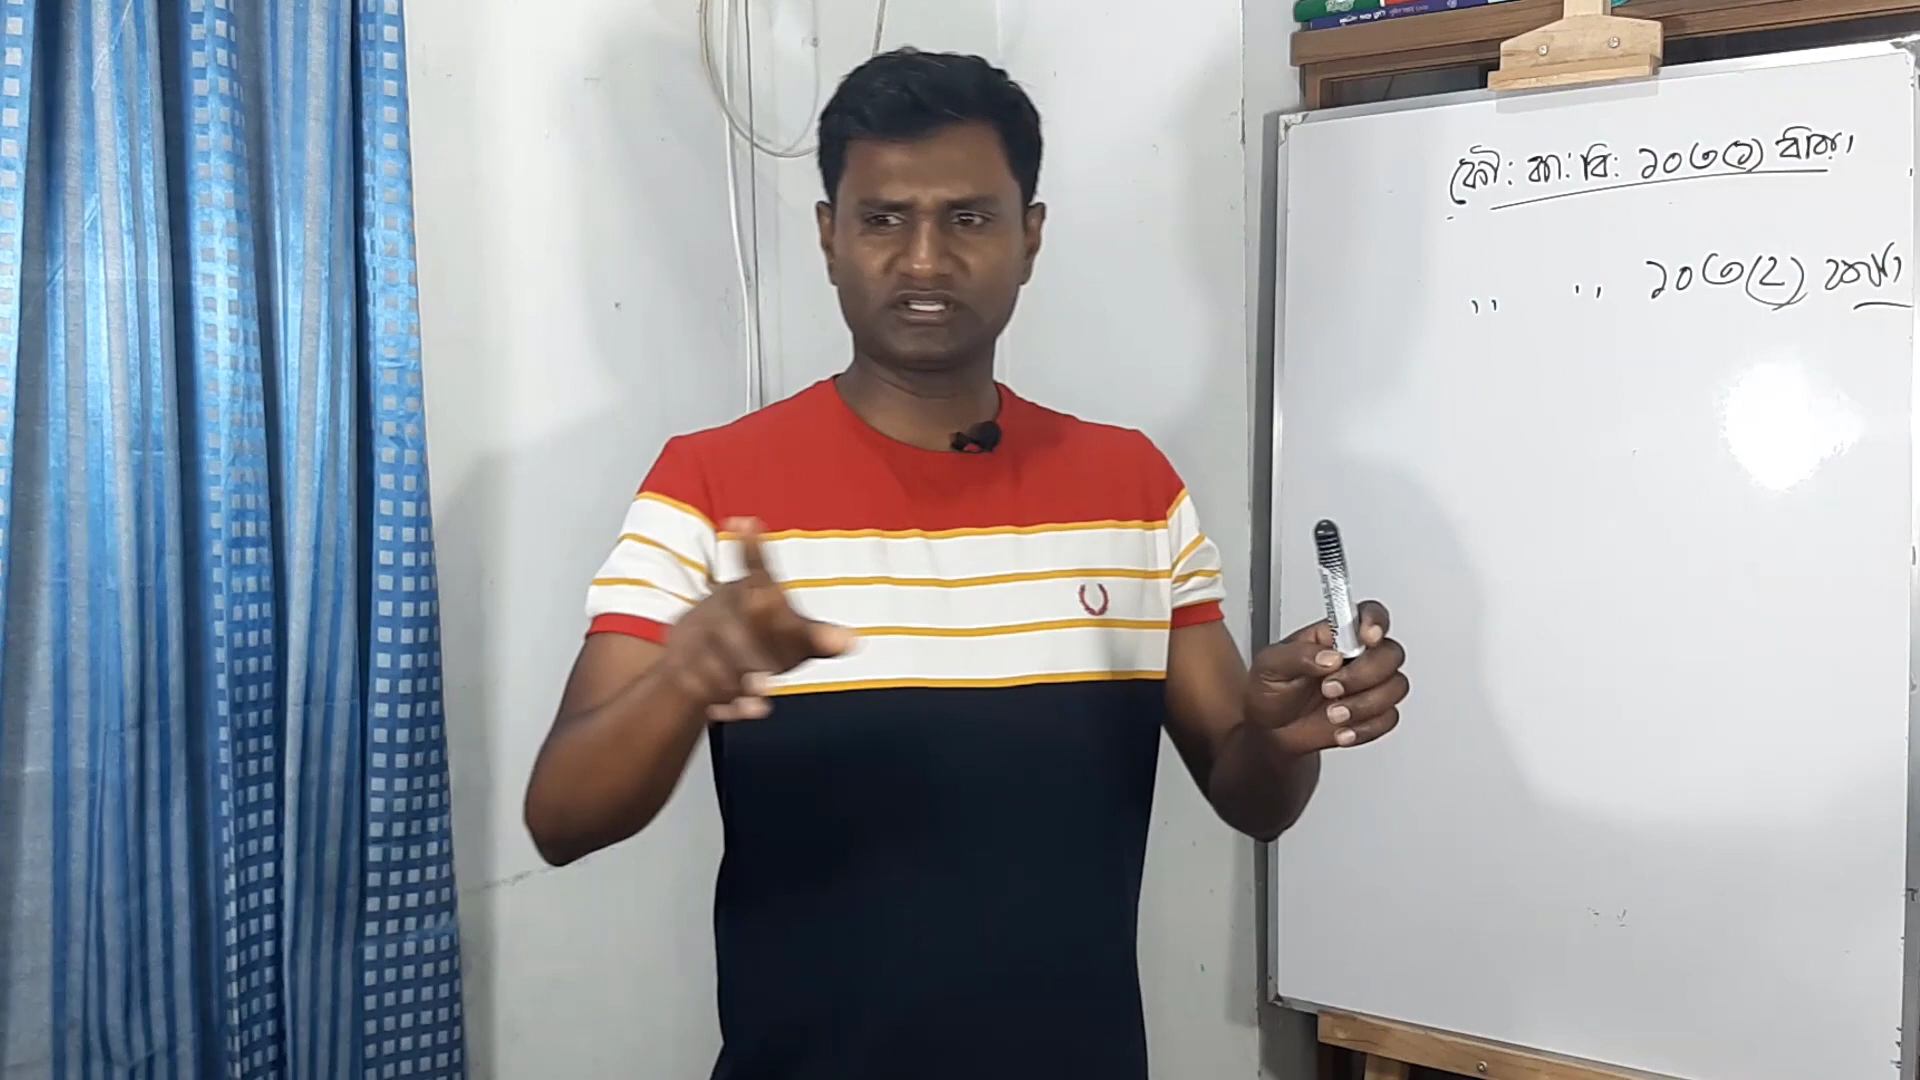 ফৌ: কা: বি: ১০৩(১) ধারা।
,, ,, ১০৩(২) ধারা।